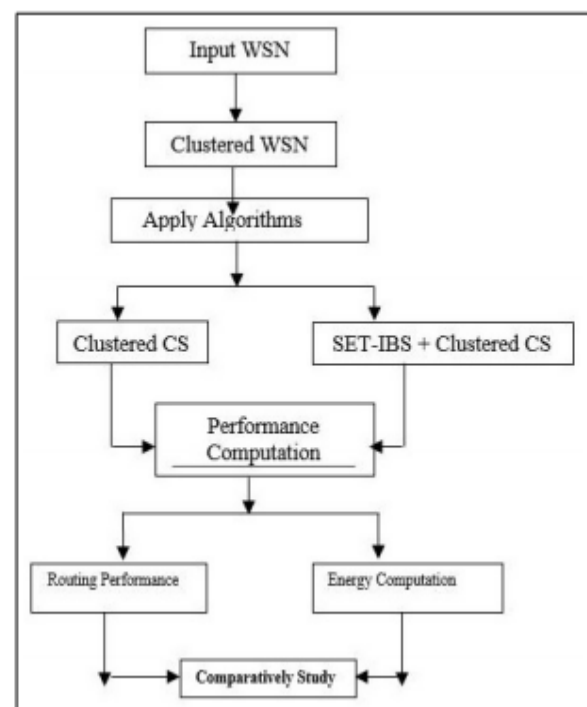 Input WSN
Clustered WSN
Apply Algorithms
Clustered CS
SET-IBS + Clustered CS
Performance
Computation
Routing Performance
Energy Computation
Comparatively Study